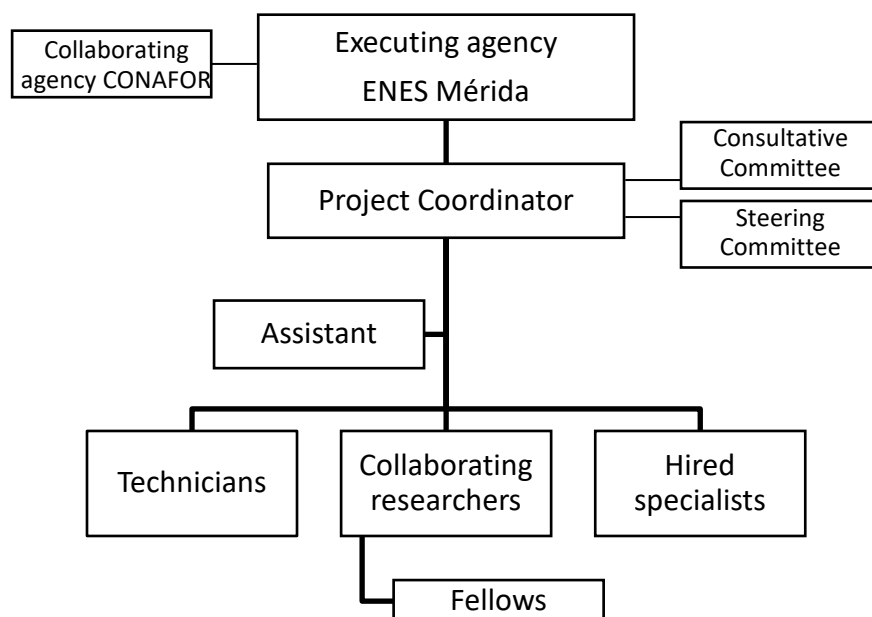 Collaborating
agency CONAFOR
Executing agency
ENES Mérida
Consultative
Committee
Project Coordinator
Steering
Committee
Assistant
Technicians
Collaborating
researchers
Hired
specialists
Fellows